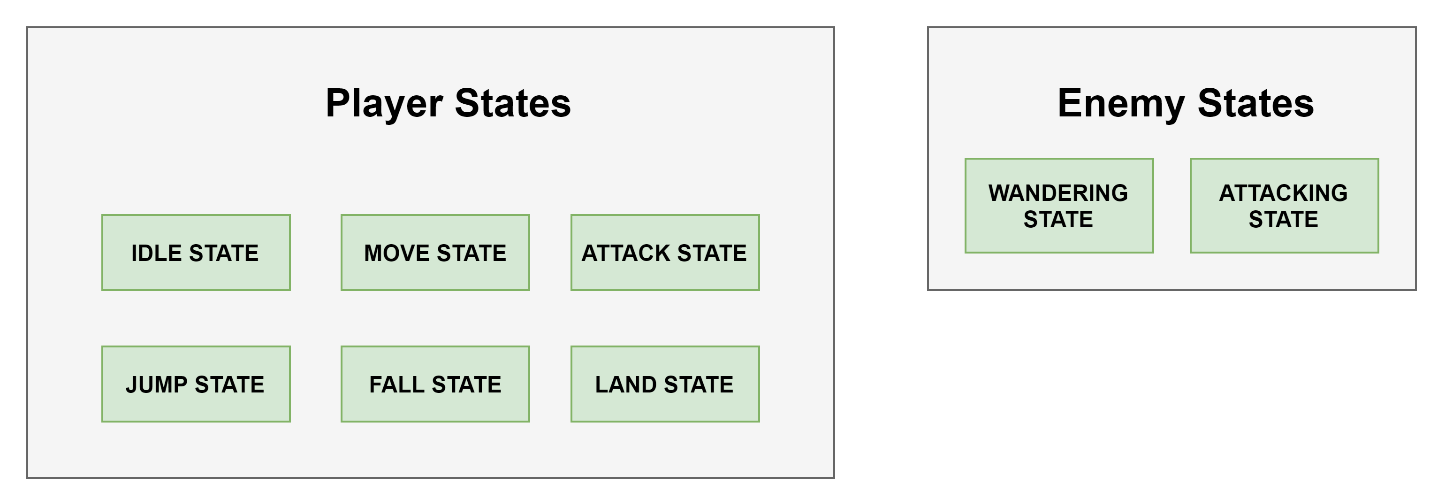 Player States
IDLE STATE
MOVE STATE
ATTACK STATE
JUMP STATE
FALL STATE
LAND STATE
Enemy States
WANDERING
STATE
ATTACKING
STATE